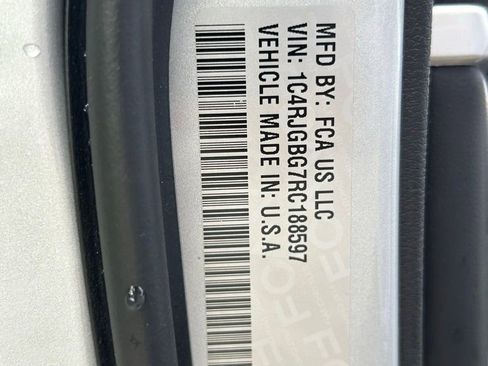 MFD BY: FCA US LLC
VIN: 1C4RJGBG7RC188597
VEHICLE MADE IN: U.S.A.